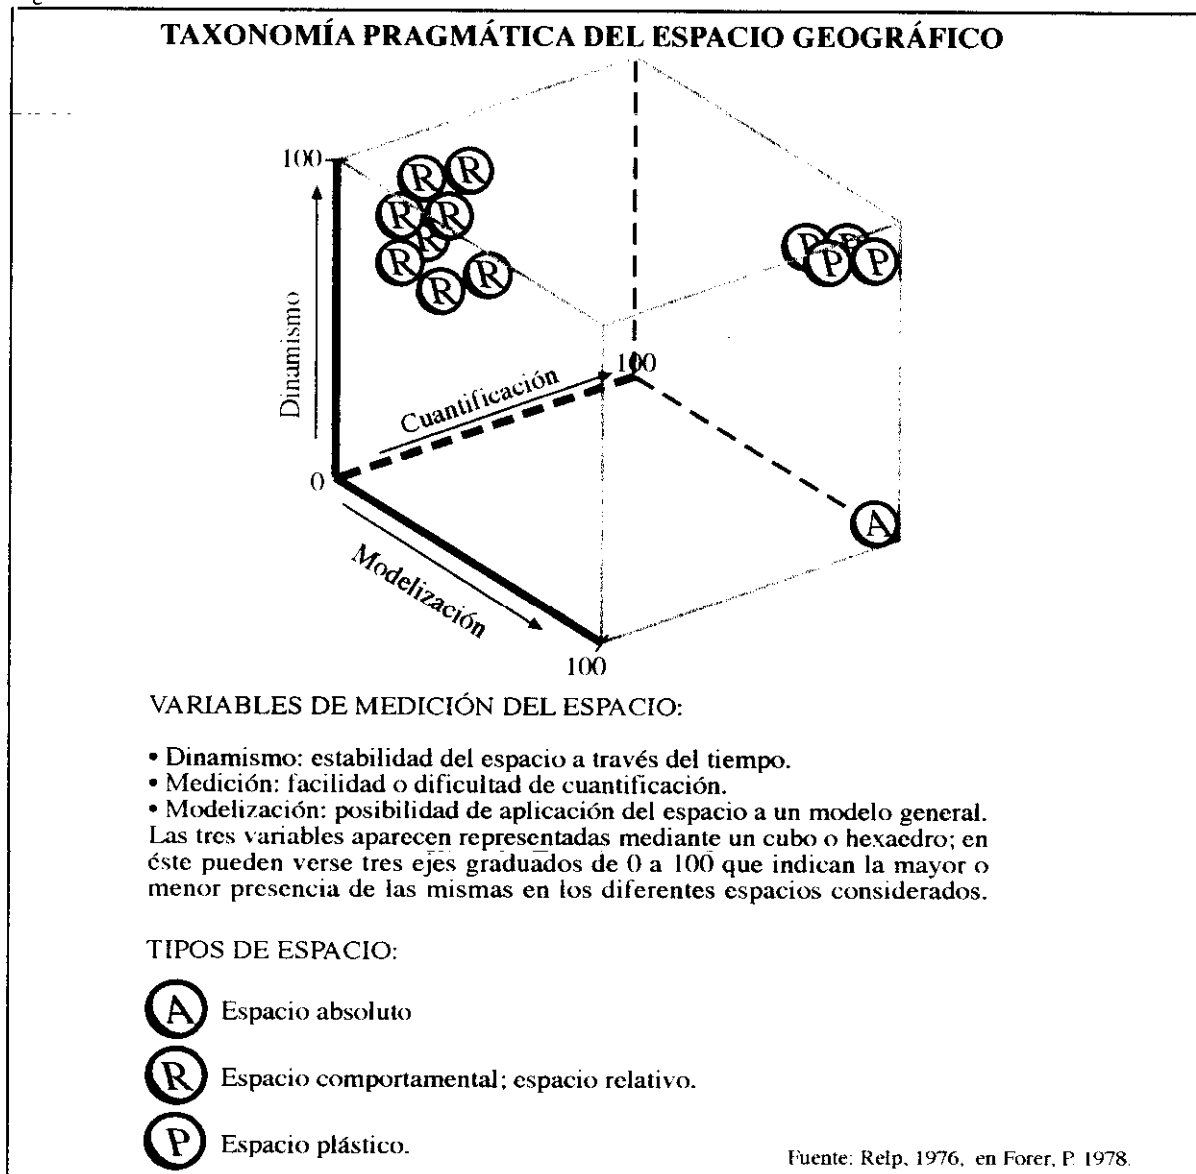 TAXONOMÍA PRAGMÁTICA DEL ESPACIO GEOGRÁFICO
100
R R
R R
R
R R
R
P P
P P
Dinamismo
100
Cuantificación
0
A
Modelización
100
VARIABLES DE MEDICIÓN DEL ESPACIO:
• Dinamismo: estabilidad del espacio a través del tiempo.
• Medición: facilidad o dificultad de cuantificación.
• Modelización: posibilidad de aplicación del espacio a un modelo general.
Las tres variables aparecen representadas mediante un cubo o hexaedro; en
éste pueden verse tres ejes graduados de 0 a 100 que indican la mayor o
menor presencia de las mismas en los diferentes espacios considerados.
TIPOS DE ESPACIO:
A Espacio absoluto
R Espacio comportamental; espacio relativo.
P Espacio plástico.
Fuente: Relp, 1976, en Forer, P. 1978.